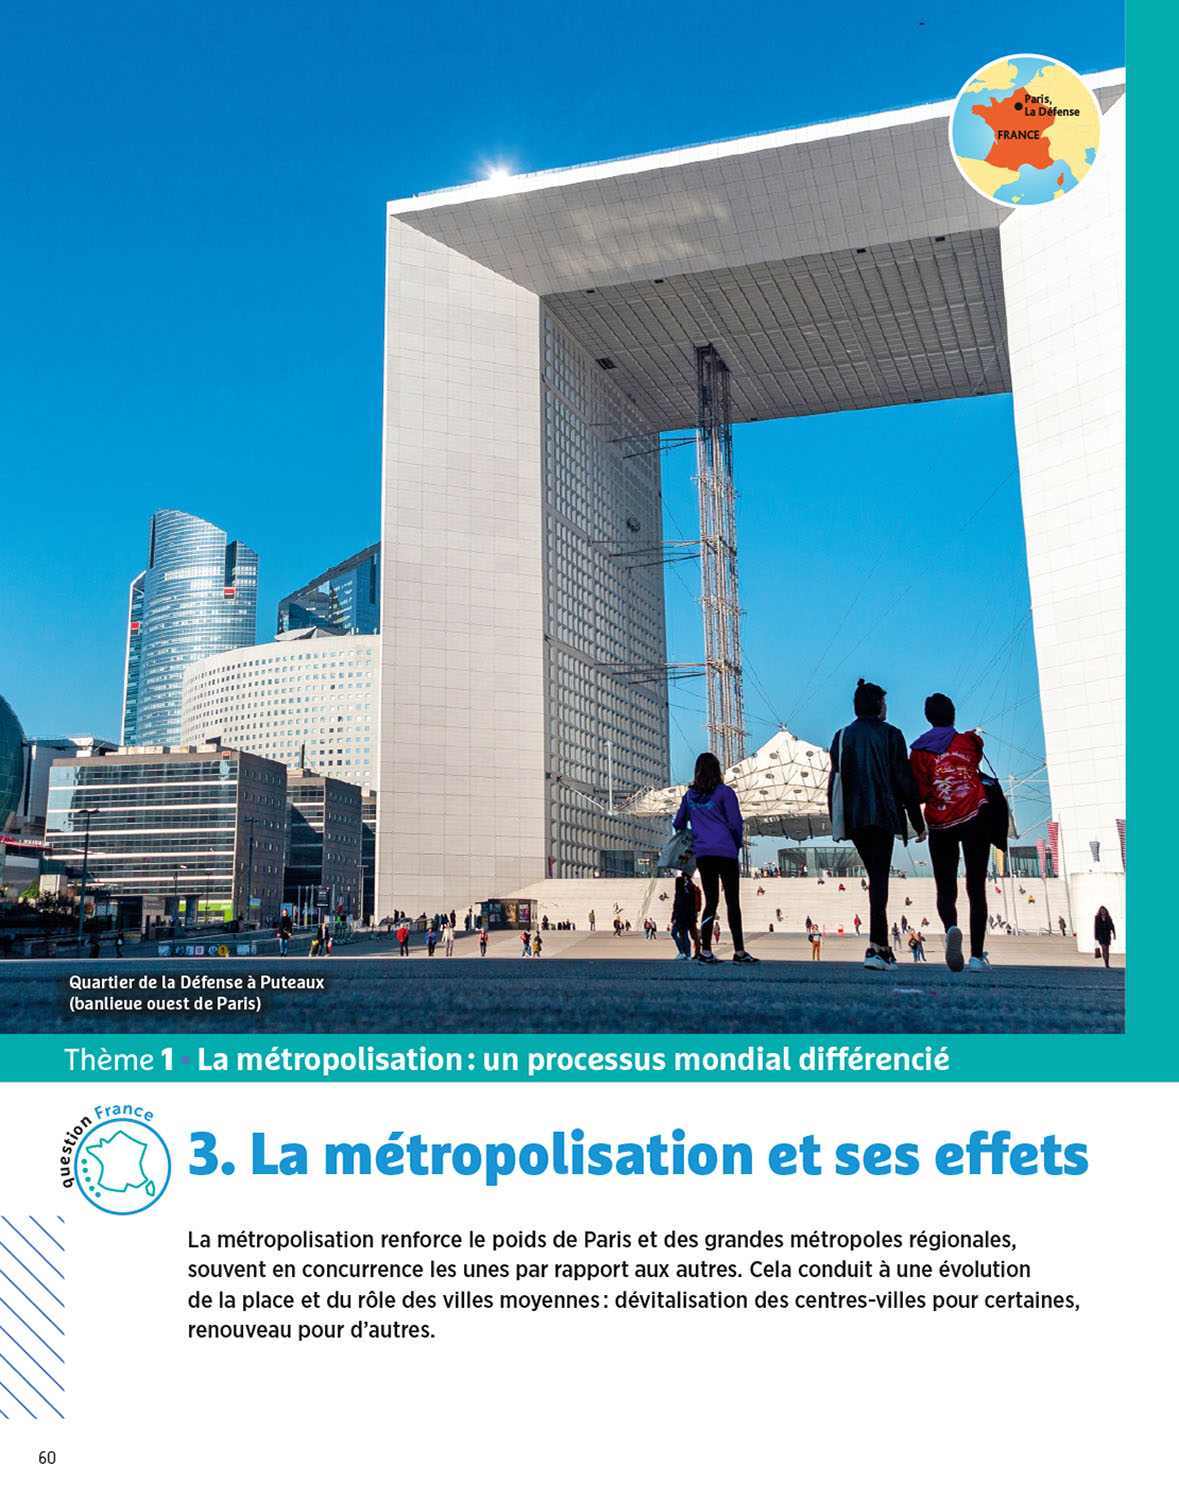 Paris,
La Défense
FRANCE
Quartier de la Défense à Puteaux
(banlieue ouest de Paris)
Thème 1 • La métropolisation : un processus mondial différencié
question France
3. La métropolisation et ses effets
La métropolisation renforce le poids de Paris et des grandes métropoles régionales,
souvent en concurrence les unes par rapport aux autres. Cela conduit à une évolution
de la place et du rôle des villes moyennes : dévitalisation des centres-villes pour certaines,
renouveau pour d’autres.
60